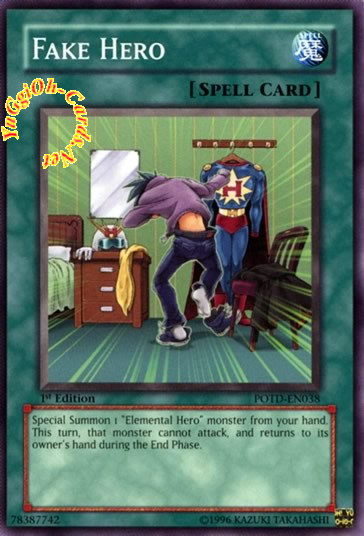 FAKE HERO
魔
[SPELL CARD]
YuGgiOh-Cards.Net
H
1st Edition
POTD-EN038
Special Summon 1 "Elemental Hero" monster from your hand.
This turn, that monster cannot attack, and returns to its
owner's hand during the End Phase.
78387742
©1996 KAZUKI TAKAHASHI